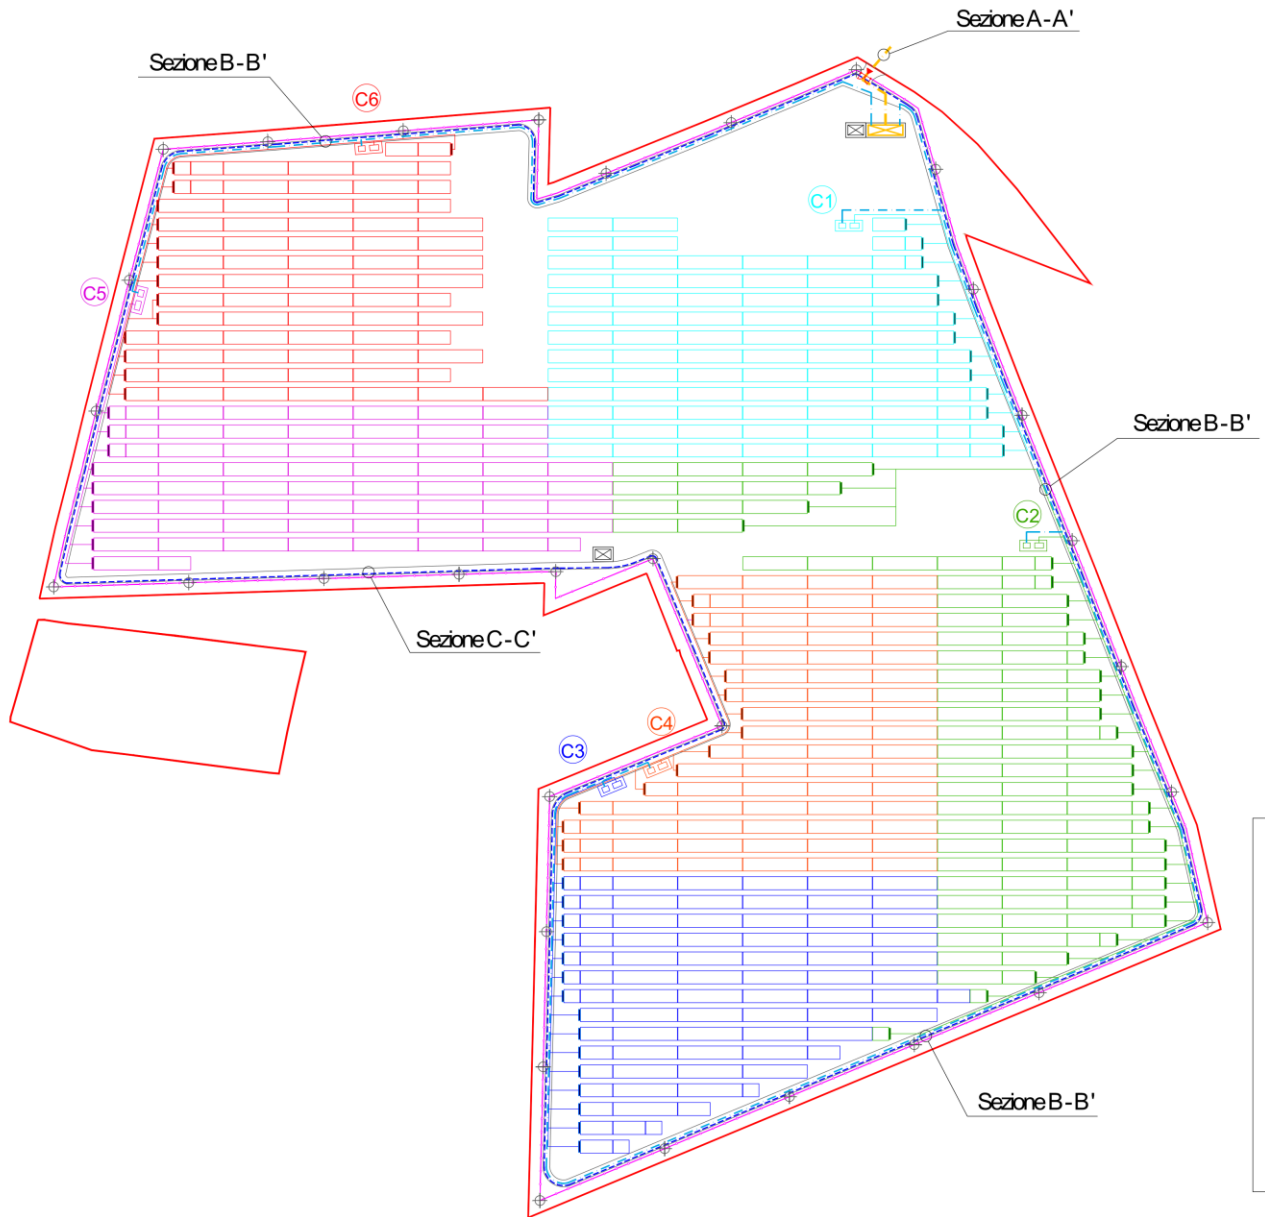 Sezione A - A'
Sezione B - B'
C6
C1
C5
Sezione B - B'
C2
Sezione C - C'
C4
C3
Sezione B - B'